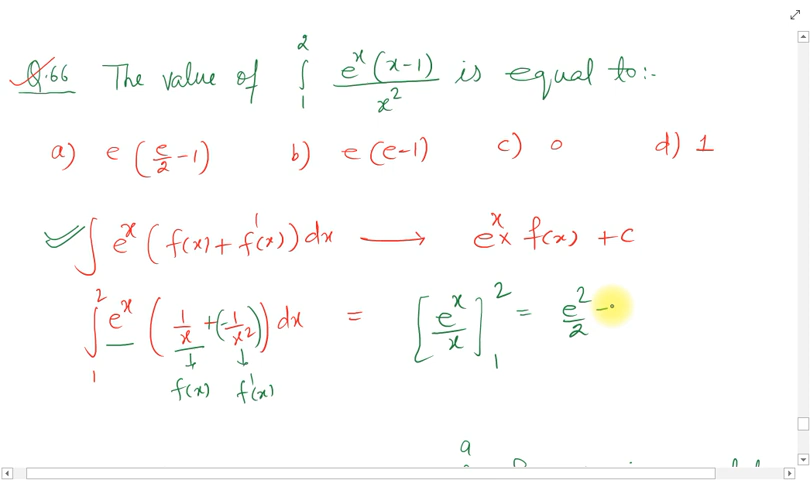 Q.66 The value of ∫₁² eˣ(x-1)/x² is equal to:-
a) e(e/2 -1) b) e(e-1) c) 0 d) 1
∫eˣ(f(x) + f'(x))dx → eˣ× f(x) + c
∫₁² eˣ(1/x + (-1/x²))dx = [eˣ/x]₁² = e²/2 -
f(x) f'(x)